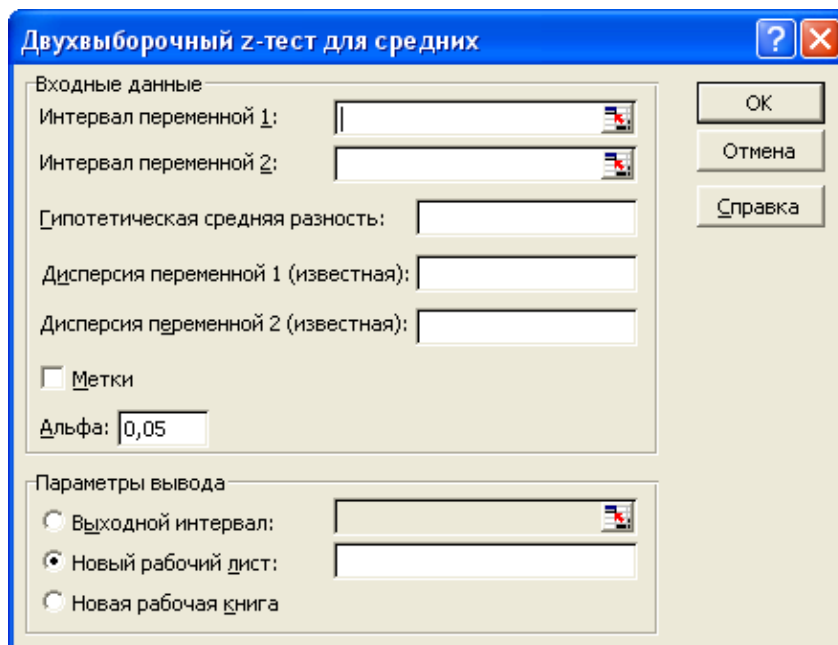 Двухвыборочный z-тест для средних
Входные данные
Интервал переменной 1:
Интервал переменной 2:
Гипотетическая средняя разность:
Дисперсия переменной 1 (известная):
Дисперсия переменной 2 (известная):
Метки
Альфа: 0,05
Параметры вывода
Выходной интервал:
Новый рабочий лист:
Новая рабочая книга
ОК
Отмена
Справка